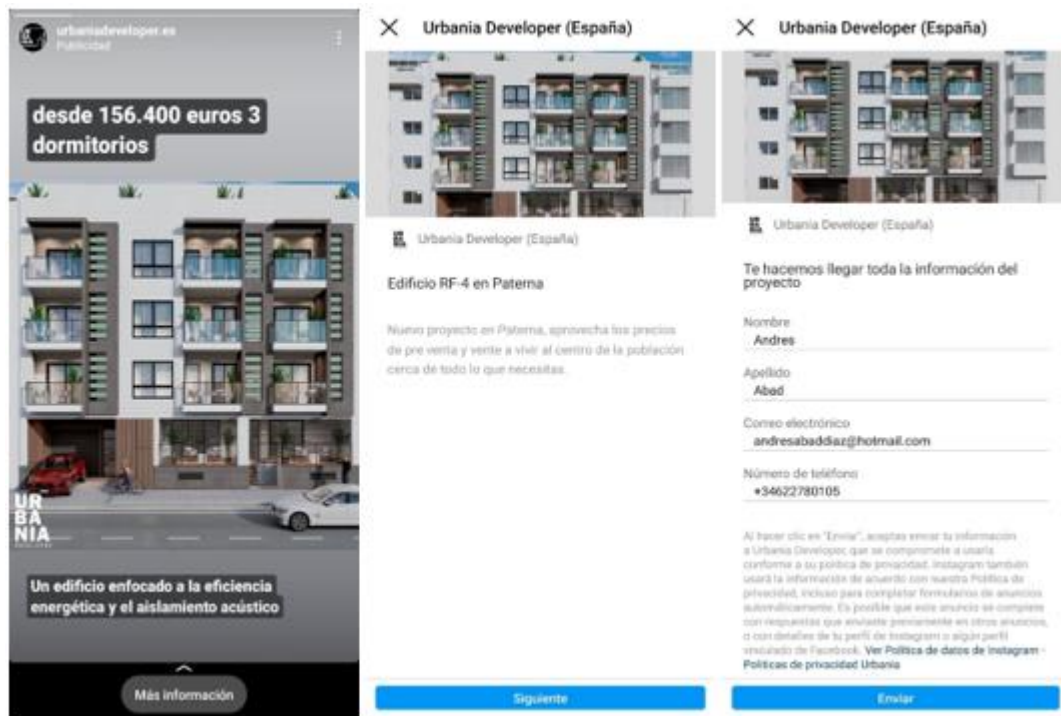 urbaniadeveloper.es
Publicidad
desde 156.400 euros 3
dormitorios
UR
BA
NIA
Un edificio enfocado a la eficiencia
energética y el aislamiento acústico
Más información
Urbania Developer (España)
Urbania Developer (España)
Edificio RF-4 en Paterna
Nuevo proyecto en Paterna, aprovecha los precios
de pre venta y vente a vivir al centro de la población
cerca de todo lo que necesitas.
Siguiente
Urbania Developer (España)
Urbania Developer (España)
Te hacemos llegar toda la información del
proyecto
Nombre
Andres
Apellido
Abad
Correo electrónico
andresabaddiaz@hotmail.com
Número de teléfono
+34622780105
Al hacer clic en "Enviar", aceptas enviar tu información
a Urbania Developer, que se compromete a usarla
conforme a su política de privacidad. Instagram también
usará la información de acuerdo con nuestra Política de
privacidad, incluso para completar formularios de anuncios
automáticamente. Es posible que este anuncio se complete
con respuestas que enviaste previamente en otros anuncios,
o con detalles de tu perfil de Instagram o algún perfil
vinculado de Facebook. Ver Política de datos de Instagram -
Políticas de privacidad Urbania
Enviar